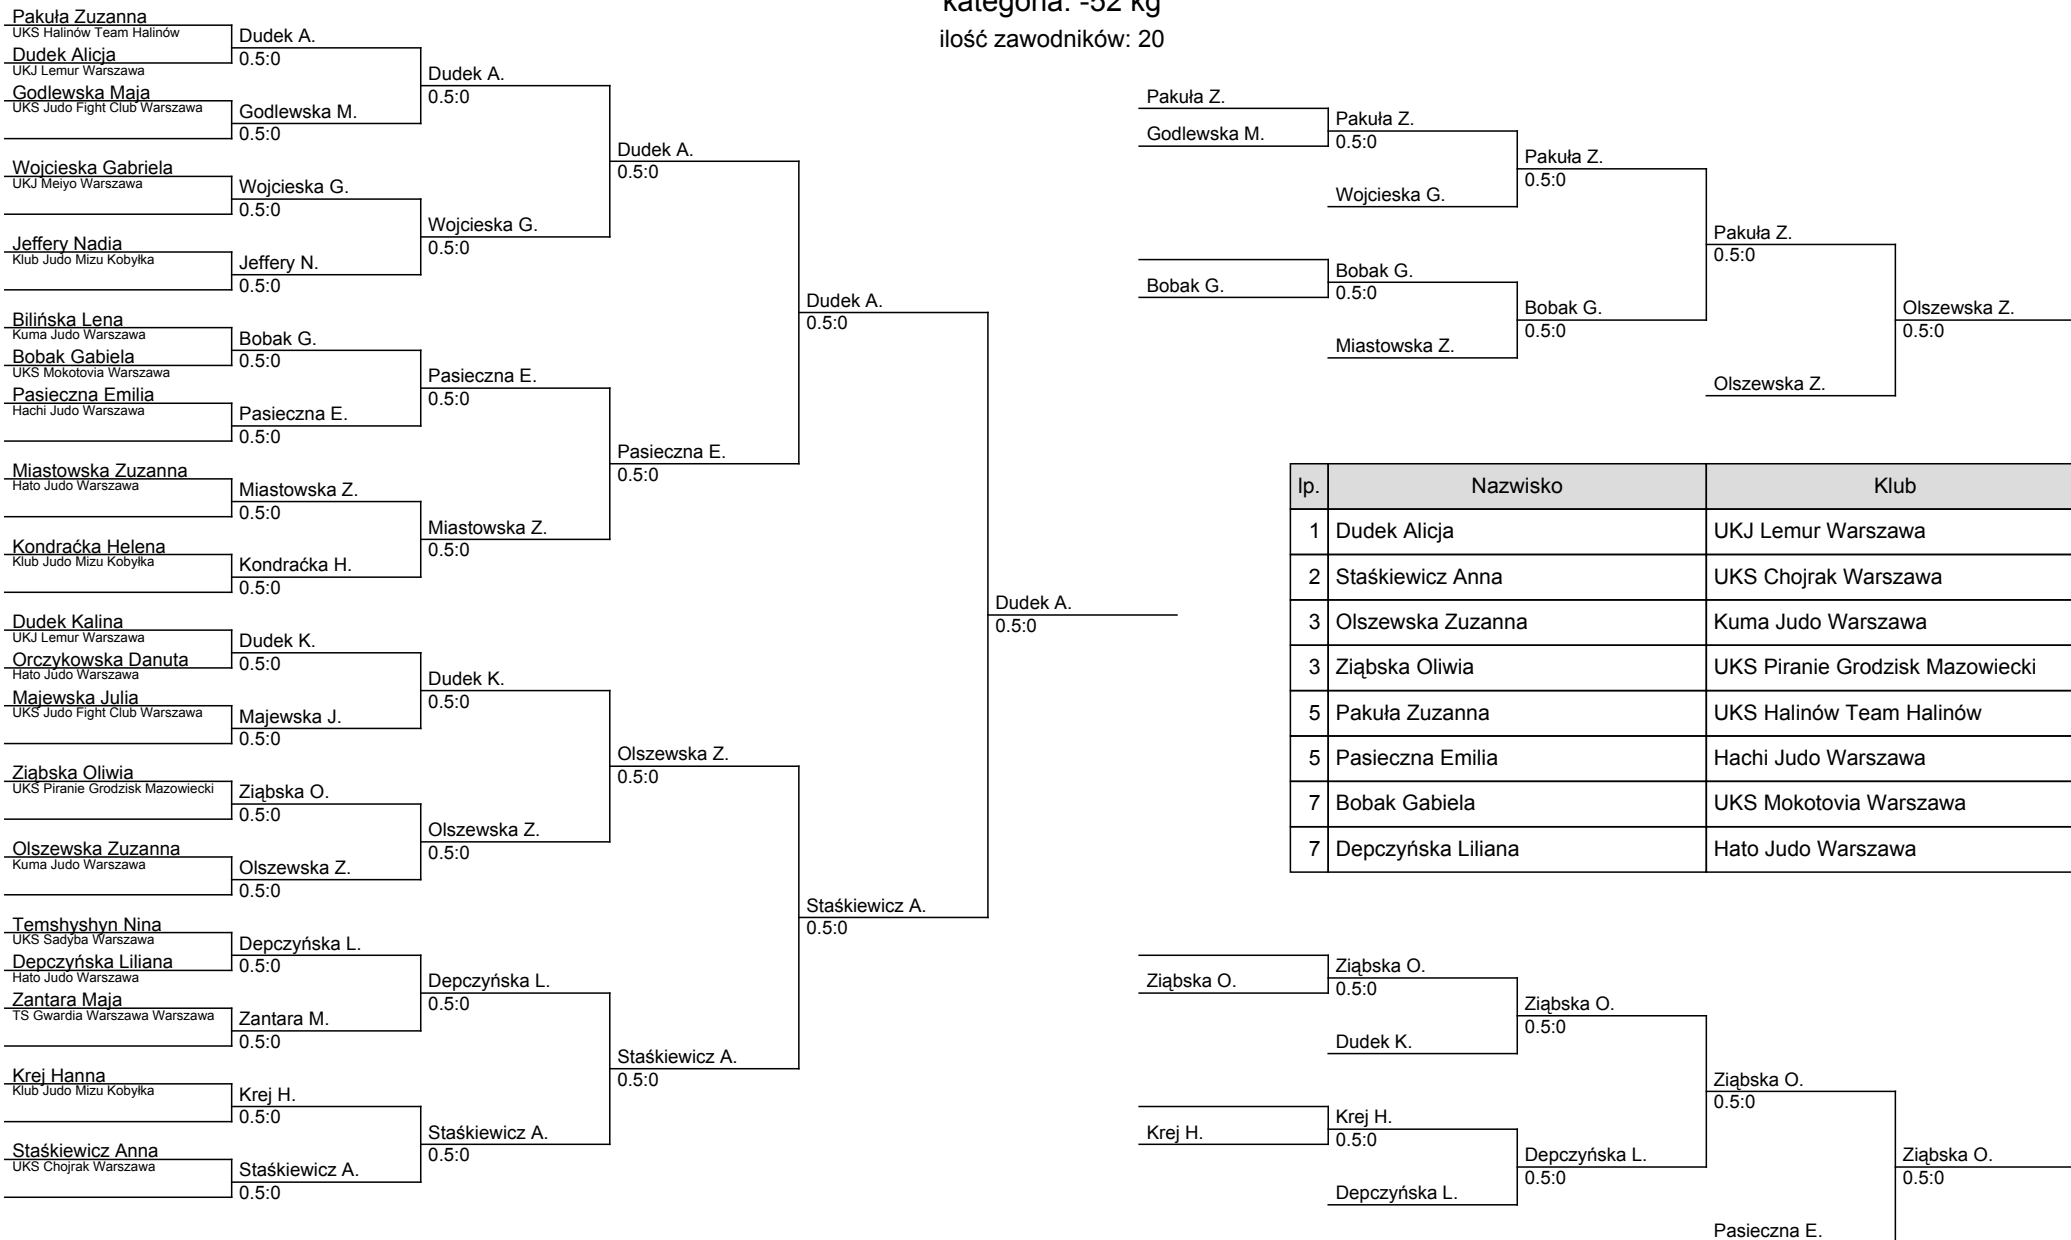 kategoria: -52 kg
ilość zawodników: 20
Pakuła Zuzanna
UKS Halinów Team Halinów
Dudek Alicja
UKJ Lemur Warszawa
Godlewska Maja
UKS Judo Fight Club Warszawa
Wojcieska Gabriela
UKJ Meiyo Warszawa
Jeffery Nadia
Klub Judo Mizu Kobyłka
Bilińska Lena
Kuma Judo Warszawa
Bobak Gabiela
UKS Mokotovia Warszawa
Pasieczna Emilia
Hachi Judo Warszawa
Miastowska Zuzanna
Hato Judo Warszawa
Kondraćka Helena
Klub Judo Mizu Kobyłka
Dudek Kalina
UKJ Lemur Warszawa
Orczykowska Danuta
Hato Judo Warszawa
Majewska Julia
UKS Judo Fight Club Warszawa
Ziąbska Oliwia
UKS Piranie Grodzisk Mazowiecki
Olszewska Zuzanna
Kuma Judo Warszawa
Temshyshyn Nina
UKS Sadyba Warszawa
Depczyńska Liliana
Hato Judo Warszawa
Zantara Maja
TS Gwardia Warszawa Warszawa
Krej Hanna
Klub Judo Mizu Kobyłka
Staśkiewicz Anna
UKS Chojrak Warszawa
Dudek A.
0.5:0
Godlewska M.
0.5:0
Wojcieska G.
0.5:0
Jeffery N.
0.5:0
Bobak G.
0.5:0
Pasieczna E.
0.5:0
Miastowska Z.
0.5:0
Kondraćka H.
0.5:0
Dudek K.
0.5:0
Majewska J.
0.5:0
Ziąbska O.
0.5:0
Olszewska Z.
0.5:0
Depczyńska L.
0.5:0
Zantara M.
0.5:0
Krej H.
0.5:0
Staśkiewicz A.
0.5:0
Dudek A.
0.5:0
Wojcieska G.
0.5:0
Pasieczna E.
0.5:0
Miastowska Z.
0.5:0
Dudek K.
0.5:0
Olszewska Z.
0.5:0
Depczyńska L.
0.5:0
Staśkiewicz A.
0.5:0
Dudek A.
0.5:0
Pasieczna E.
0.5:0
Olszewska Z.
0.5:0
Staśkiewicz A.
0.5:0
Dudek A.
0.5:0
Staśkiewicz A.
0.5:0
Dudek A.
0.5:0
Pakuła Z.
Godlewska M.
Bobak G.
Pakuła Z.
0.5:0
Wojcieska G.
Bobak G.
0.5:0
Miastowska Z.
Pakuła Z.
0.5:0
Bobak G.
0.5:0
Pakuła Z.
0.5:0
Olszewska Z.
Olszewska Z.
0.5:0
lp. Nazwisko Klub
1 Dudek Alicja UKJ Lemur Warszawa
2 Staśkiewicz Anna UKS Chojrak Warszawa
3 Olszewska Zuzanna Kuma Judo Warszawa
3 Ziąbska Oliwia UKS Piranie Grodzisk Mazowiecki
5 Pakuła Zuzanna UKS Halinów Team Halinów
5 Pasieczna Emilia Hachi Judo Warszawa
7 Bobak Gabiela UKS Mokotovia Warszawa
7 Depczyńska Liliana Hato Judo Warszawa
Ziąbska O.
Krej H.
Ziąbska O.
0.5:0
Dudek K.
Krej H.
0.5:0
Depczyńska L.
Ziąbska O.
0.5:0
Depczyńska L.
0.5:0
Ziąbska O.
0.5:0
Pasieczna E.
Ziąbska O.
0.5:0